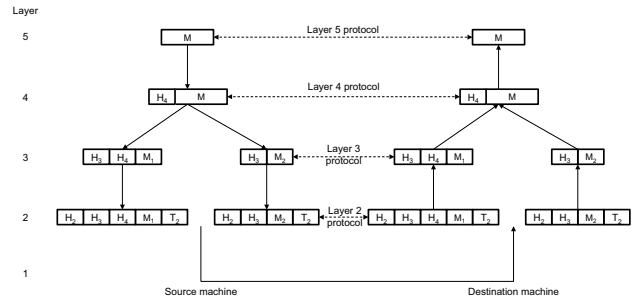 Layer
5 M Layer 5 protocol M
4 H₄ M Layer 4 protocol H₄ M
3 H₃ H₄ M₁ H₃ M₂ Layer 3 protocol H₃ H₄ M₁ H₃ M₂
2 H₂ H₃ H₄ M₁ T₂ H₂ H₃ M₂ T₂ Layer 2 protocol H₂ H₃ H₄ M₁ T₂ H₂ H₃ M₂ T₂
1
Source machine Destination machine